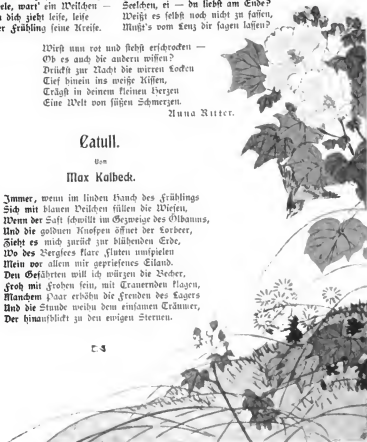 ele, wart' ein Weilchen –
n dich zieht leise, leise
er Frühling seine Kreise.
Seelchen, ei – du liebst am Ende?
Weißt es selbst noch nicht zu fassen,
Mußt's vom Lenz dir sagen lassen?
Wirst nun rot und stehst erschrocken –
Ob es auch die andern wissen?
Drückst zur Nacht die wirren Locken
Tief hinein ins weiße Kissen,
Trägst in deinem kleinen Herzen
Eine Welt von süßen Schmerzen.
Anna Ritter.
Catull.
Von
Max Kalbeck.
Immer, wenn im linden Hauch des Frühlings
Sich mit blauen Veilchen füllen die Wiesen,
Wenn der Saft schwillt im Gezweige des Ölbaums,
Und die goldnen Knospen öffnet der Lorbeer,
Zieht es mich zurück zur blühenden Erde,
Wo des Bergsees klare Fluten umspielen
Mein vor allem mir gepriesenes Eiland.
Den Gefährten will ich würzen die Becher,
Froh mit Frohen sein, mit Trauernden klagen,
Manchem Paar erhöhn die Freuden des Lagers
Und die Stunde weihn dem einsamen Träumer,
Der hinaufblickt zu den ewigen Sternen.